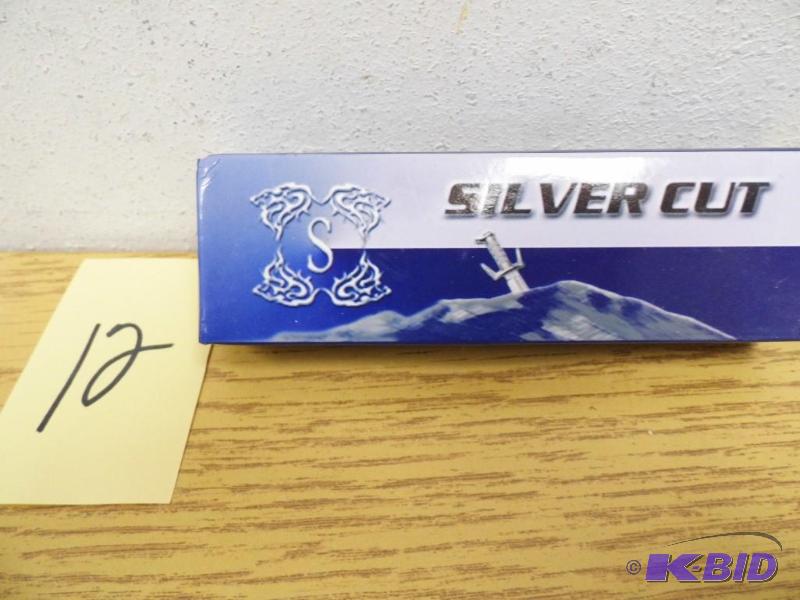 SILVER CUT
S
12
© K-BID